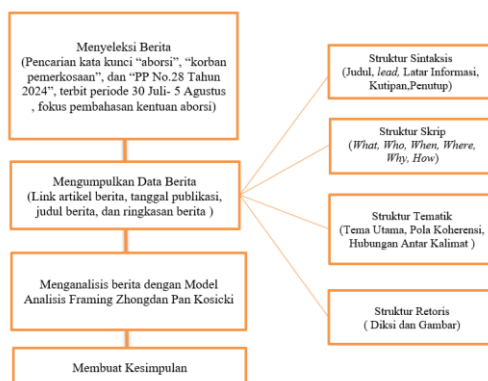 Menyeleksi Berita
(Pencarian kata kunci “aborsi”, “korban
pemerkosaan”, dan “PP No.28 Tahun
2024”, terbit periode 30 Juli- 5 Agustus
, fokus pembahasan kentuan aborsi)
Mengumpulkan Data Berita
(Link artikel berita, tanggal publikasi,
judul berita, dan ringkasan berita )
Menganalisis berita dengan Model
Analisis Framing Zhongdan Pan Kosicki
Membuat Kesimpulan
Struktur Sintaksis
(Judul, lead, Latar Informasi,
Kutipan,Penutup)
Struktur Skrip
(What, Who, When, Where,
Why, How)
Struktur Tematik
(Tema Utama, Pola Koherensi,
Hubungan Antar Kalimat )
Struktur Retoris
( Diksi dan Gambar)